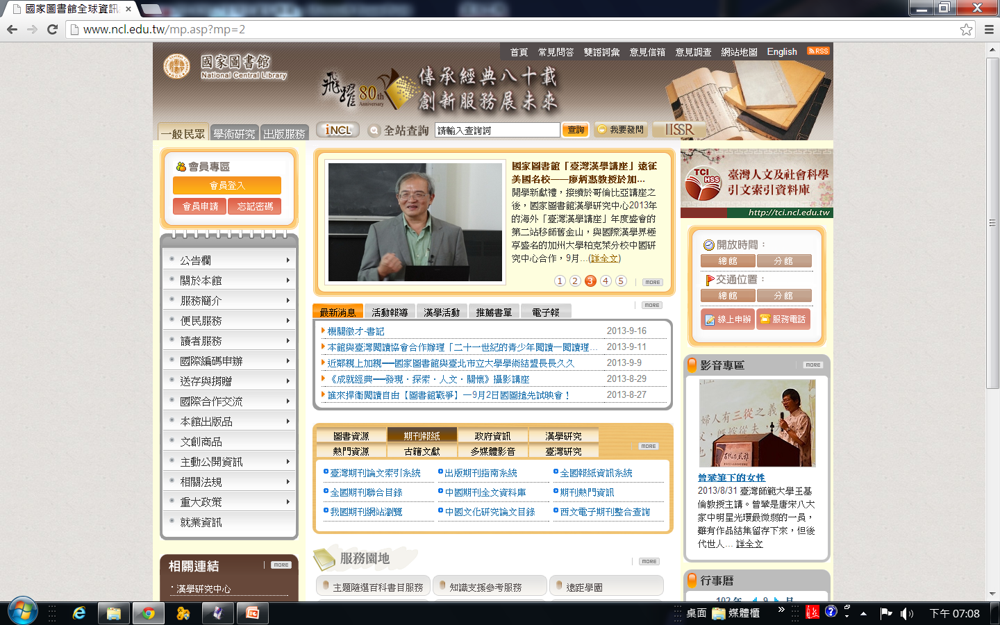 國家圖書館全球資訊
www.ncl.edu.tw/mp.asp?mp=2
首頁 常見問答 雙語詞彙 意見信箱 意見調查 網站地圖 English RSS
國家圖書館
National Central Library
飛躍 80th Anniversary
傳承經典八十載
創新服務展未來
一般民眾 學術研究 出版服務
iNCL 全站查詢 請輸入查詢詞 查詢 我要發問 IISSR
會員專區
會員登入
會員申請 忘記密碼
公告欄
關於本館
服務簡介
便民服務
讀者服務
國際編碼申辦
送存與捐贈
國際合作交流
本館出版品
文創商品
主動公開資訊
相關法規
重大政策
就業資訊
相關連結 MORE
漢學研究中心
國家圖書館「臺灣漢學講座」遠征
美國名校——廖炳惠教授於加...
開學新獻禮，接續於哥倫比亞講座之
後，國家圖書館漢學研究中心2013年
的海外「臺灣漢學講座」年度盛會的
第二站移師舊金山，與國際漢學界極
享盛名的加州大學柏克萊分校中國研
究中心合作，9月...(詳全文)
1 2 3 4 5 MORE
最新消息 活動報導 漢學活動 推薦書單 電子報 MORE
機關徵才-書記 2013-9-16
本館與臺灣閱讀協會合作辦理「二十一世紀的青少年閱讀—閱讀理... 2013-9-11
近鄰親上加親──國家圖書館與臺北市立大學學術結盟長長久久 2013-9-9
《成就經典──發現．探索．人文．關懷》攝影講座 2013-8-29
誰來捍衛閱讀自由【圖書館戰爭】—9月2日國圖搶先試映會！ 2013-8-27
圖書資源 期刊報紙 政府資訊 漢學研究
熱門資源 古籍文獻 多媒體影音 臺灣研究
MORE
臺灣期刊論文索引系統 出版期刊指南系統 全國報紙資訊系統
全國期刊聯合目錄 中國期刊全文資料庫 期刊熱門資訊
我國期刊網站瀏覽 中國文化研究論文目錄 西文電子期刊整合查詢
服務園地 MORE
主題隨選百科書目服務 知識支援參考服務 遠距學園
TCI HSS
臺灣人文及社會科學
引文索引資料庫
http://tci.ncl.edu.tw
開放時間：
總館 分館
交通位置：
總館 分館
線上申辦 服務電話
影音專區 MORE
婦人有三從之義
曾鞏筆下的女性
2013/8/31 臺灣師範大學王基
倫教授主講。曾鞏是唐宋八大
家中明星光環最微弱的一員，
雖有作品結集留存下來，但後
代世人... 詳全文
行事曆
102 年 9 月
桌面 媒體櫃 下午 07:08